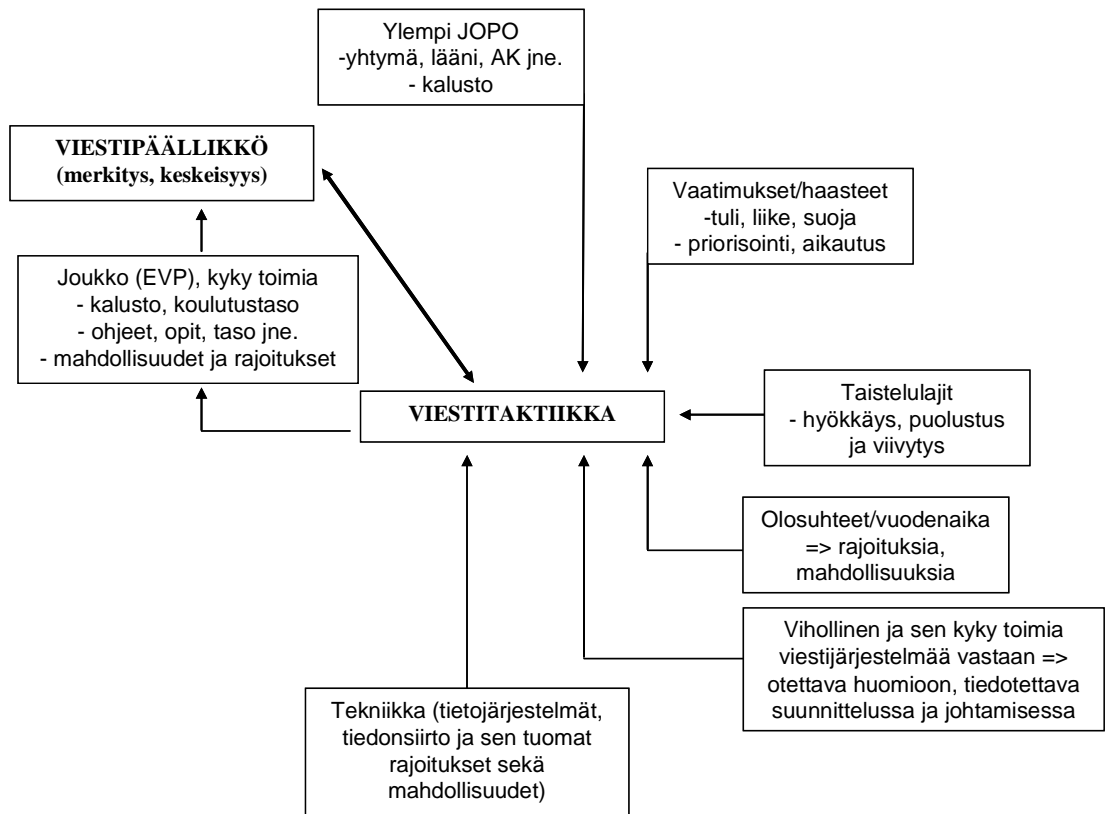 Ylempi JOPO
-yhtymä, lääni, AK jne.
- kalusto
VIESTIPÄÄLLIKKÖ
(merkitys, keskeisyys)
Vaatimukset/haasteet
-tuli, liike, suoja
- priorisointi, aikautus
Joukko (EVP), kyky toimia
- kalusto, koulutustaso
- ohjeet, opit, taso jne.
- mahdollisuudet ja rajoitukset
VIESTITAKTIIKKA
Taistelulajit
- hyökkäys, puolustus
ja viivytys
Olosuhteet/vuodenaika
=> rajoituksia,
mahdollisuuksia
Vihollinen ja sen kyky toimia
viestijärjestelmää vastaan =>
otettava huomioon, tiedotettava
suunnittelussa ja johtamisessa
Tekniikka (tietojärjestelmät,
tiedonsiirto ja sen tuomat
rajoitukset sekä
mahdollisuudet)